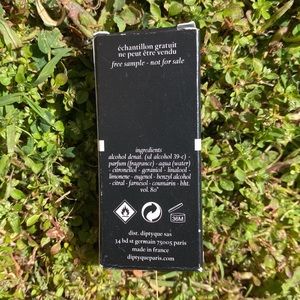 échantillon gratuit
ne peut être vendu
free sample - not for sale
ingredients
alcohol denat. (sd alcohol 39-c) -
parfum (fragrance) - aqua (water)
- citronellol - geraniol - linalool -
limonene - eugenol - benzyl alcohol
- citral - farnesol - coumarin - bht.
vol. 80°
36M
dist. diptyque sas
34 bd st germain 75005 paris
made in france
diptyqueparis.com